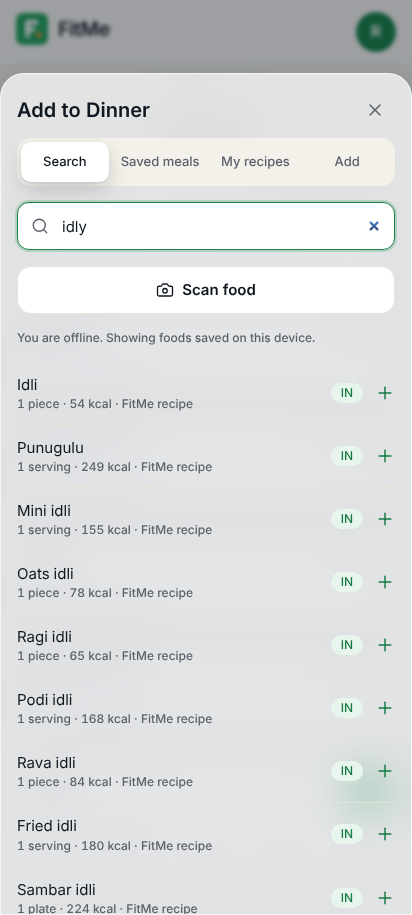 F.
FitMe
R
Add to Dinner
Search
Saved meals
My recipes
Add
idly
Scan food
You are offline. Showing foods saved on this device.
Idli
1 piece · 54 kcal · FitMe recipe
IN
Punugulu
1 serving · 249 kcal · FitMe recipe
IN
Mini idli
1 serving · 155 kcal · FitMe recipe
IN
Oats idli
1 piece · 78 kcal · FitMe recipe
IN
Ragi idli
1 piece · 65 kcal · FitMe recipe
IN
Podi idli
1 serving · 168 kcal · FitMe recipe
IN
Rava idli
1 piece · 84 kcal · FitMe recipe
IN
Fried idli
1 serving · 180 kcal · FitMe recipe
IN
Sambar idli
1 plate · 224 kcal · FitMe recipe
IN